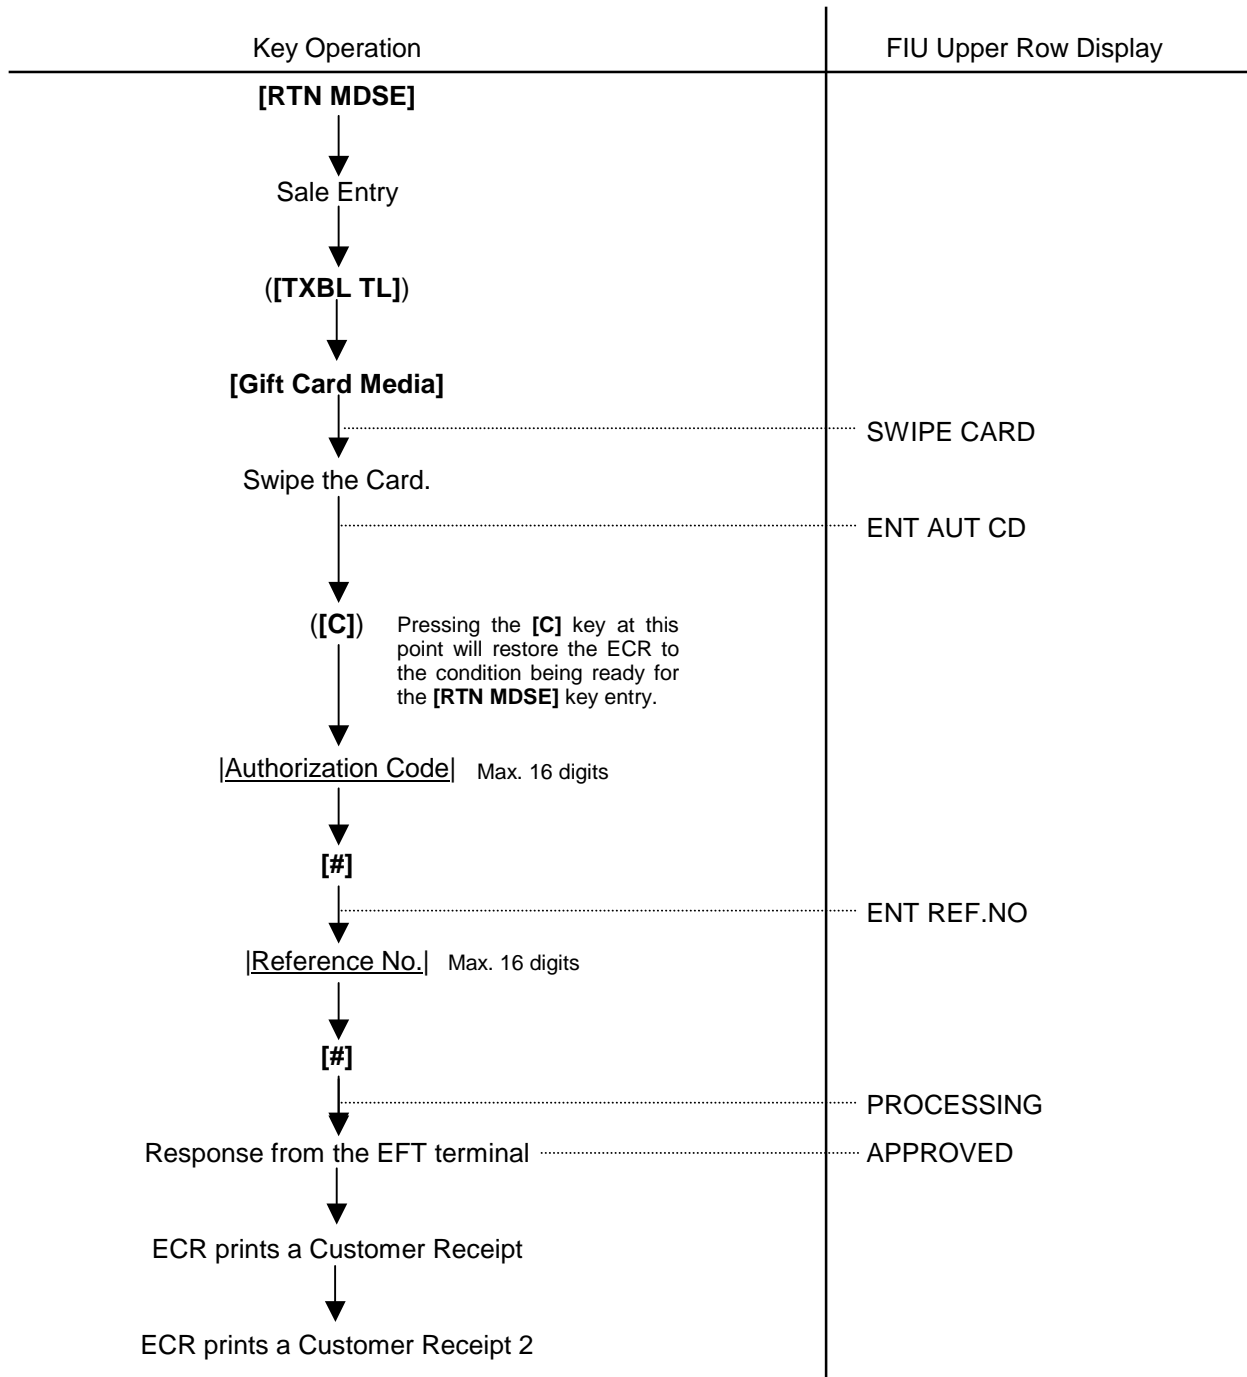 Key Operation FIU Upper Row Display
[RTN MDSE]
Sale Entry
([TXBL TL])
[Gift Card Media]
SWIPE CARD
Swipe the Card.
ENT AUT CD
([C]) Pressing the [C] key at this
point will restore the ECR to
the condition being ready for
the [RTN MDSE] key entry.
|Authorization Code| Max. 16 digits
[#]
ENT REF.NO
|Reference No.| Max. 16 digits
[#]
PROCESSING
Response from the EFT terminal APPROVED
ECR prints a Customer Receipt
ECR prints a Customer Receipt 2